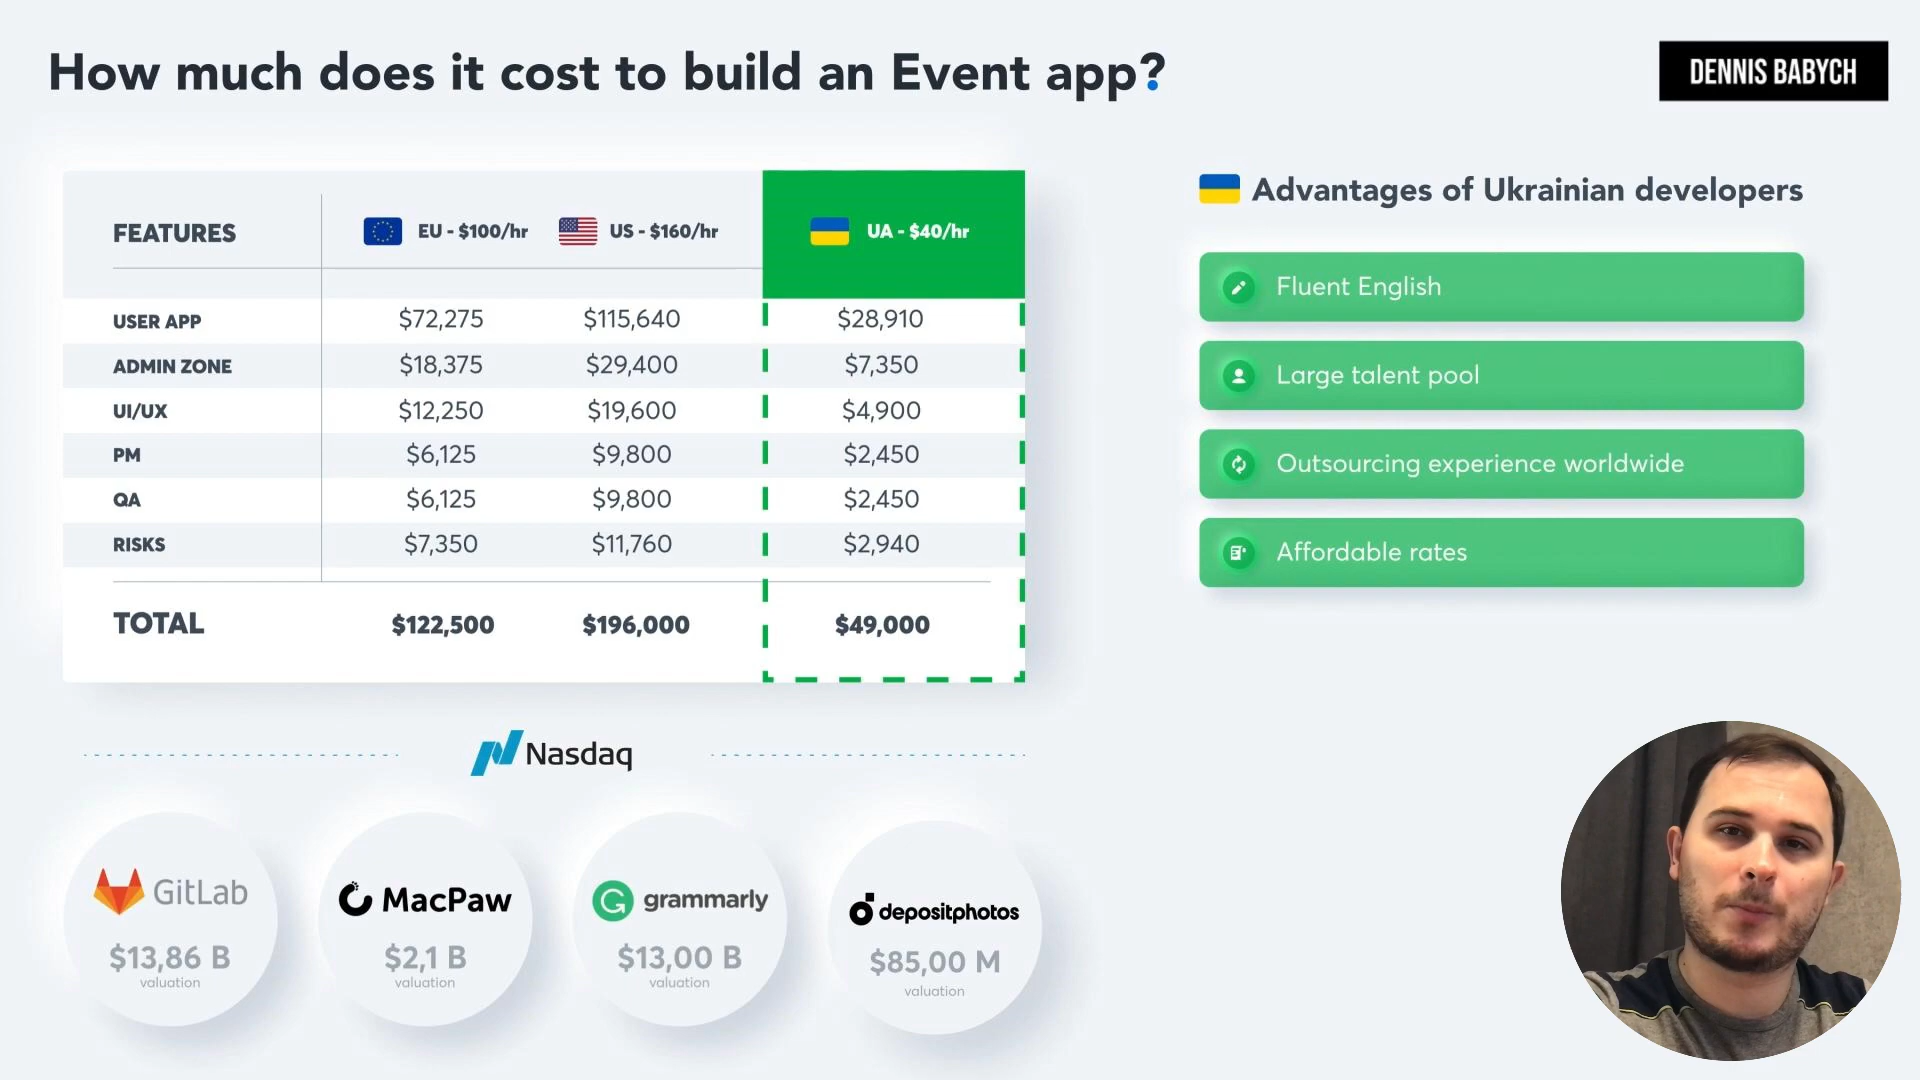 How much does it cost to build an Event app?
DENNIS BABYCH
FEATURES EU - $100/hr US - $160/hr UA - $40/hr
USER APP $72,275 $115,640 $28,910
ADMIN ZONE $18,375 $29,400 $7,350
UI/UX $12,250 $19,600 $4,900
PM $6,125 $9,800 $2,450
QA $6,125 $9,800 $2,450
RISKS $7,350 $11,760 $2,940
TOTAL $122,500 $196,000 $49,000
Advantages of Ukrainian developers
Fluent English
Large talent pool
Outsourcing experience worldwide
Affordable rates
Nasdaq
GitLab
$13,86 B
valuation
MacPaw
$2,1 B
valuation
grammarly
$13,00 B
valuation
depositphotos
$85,00 M
valuation